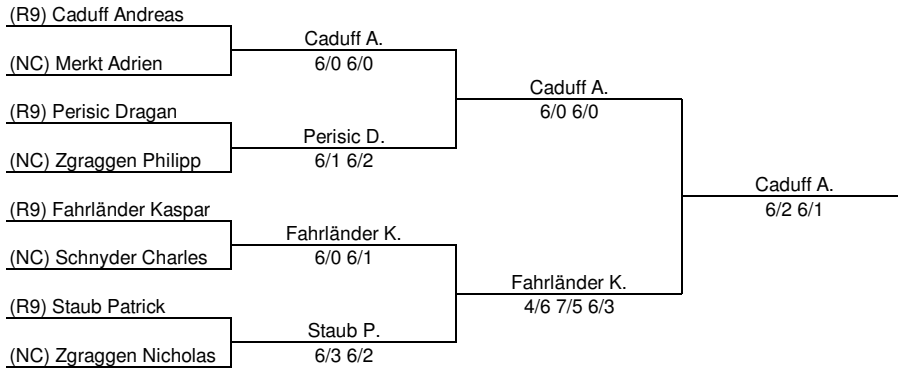 (R9) Caduff Andreas
(NC) Merkt Adrien
(R9) Perisic Dragan
(NC) Zgraggen Philipp
(R9) Fahrländer Kaspar
(NC) Schnyder Charles
(R9) Staub Patrick
(NC) Zgraggen Nicholas
Caduff A.
6/0 6/0
Perisic D.
6/1 6/2
Fahrländer K.
6/0 6/1
Staub P.
6/3 6/2
Caduff A.
6/0 6/0
Fahrländer K.
4/6 7/5 6/3
Caduff A.
6/2 6/1